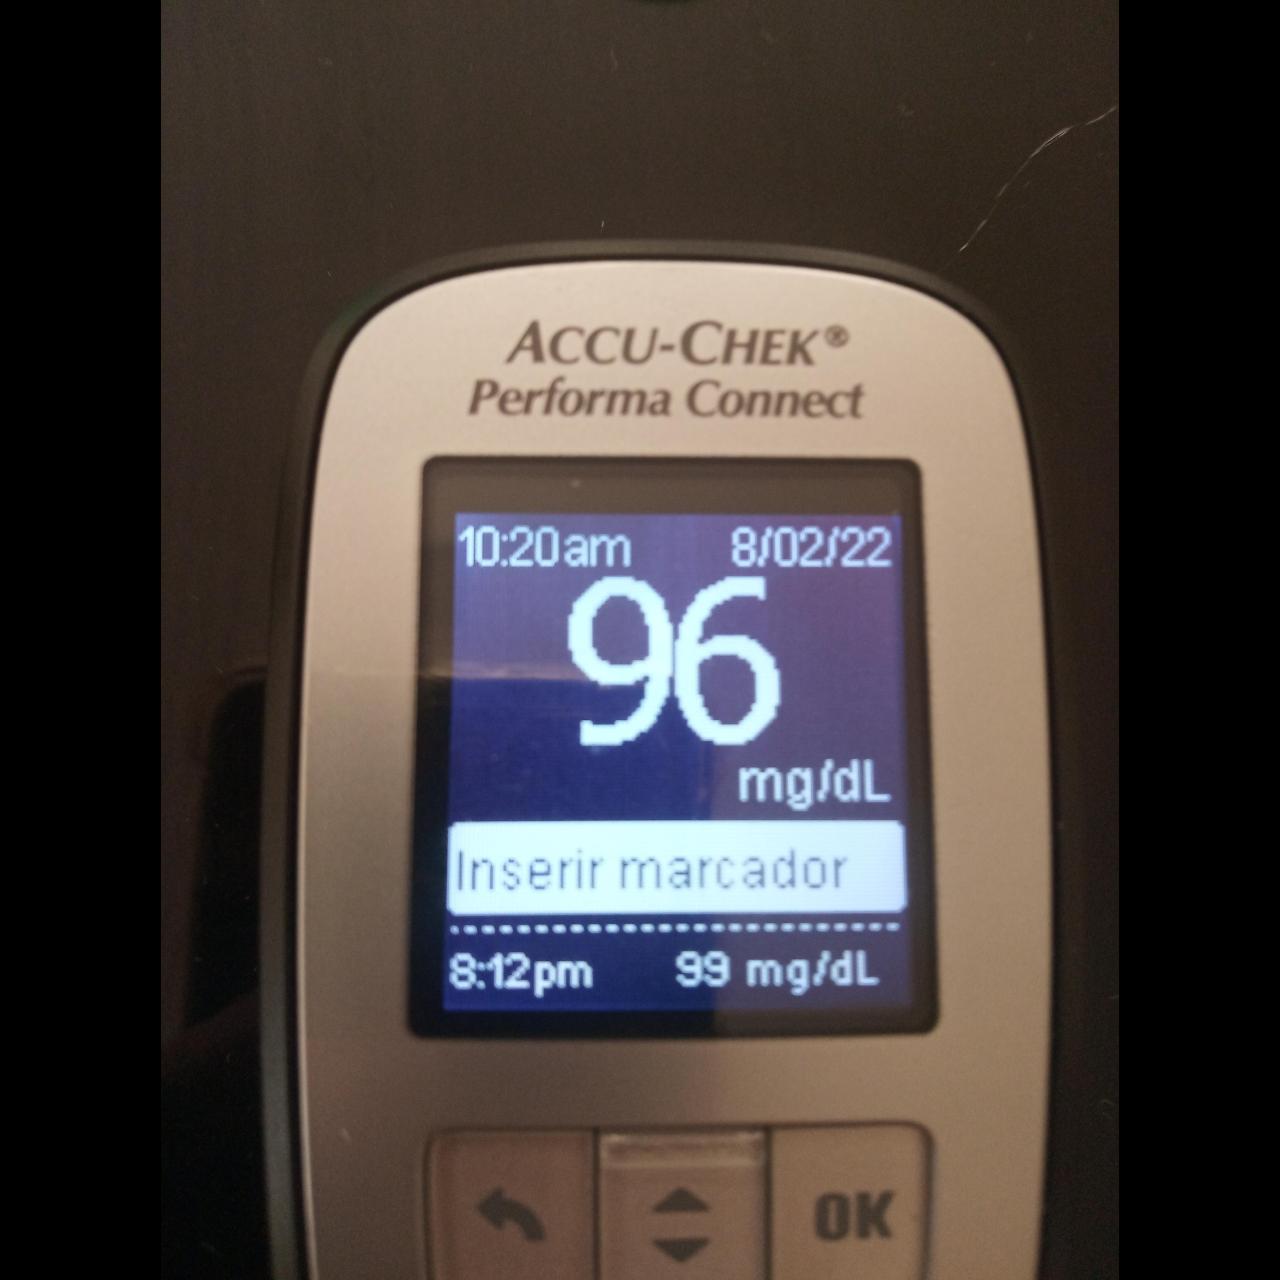 ACCU-CHEK®
Performa Connect
10:20am 8/02/22
96
mg/dL
Inserir marcador
8:12pm 99 mg/dL
OK